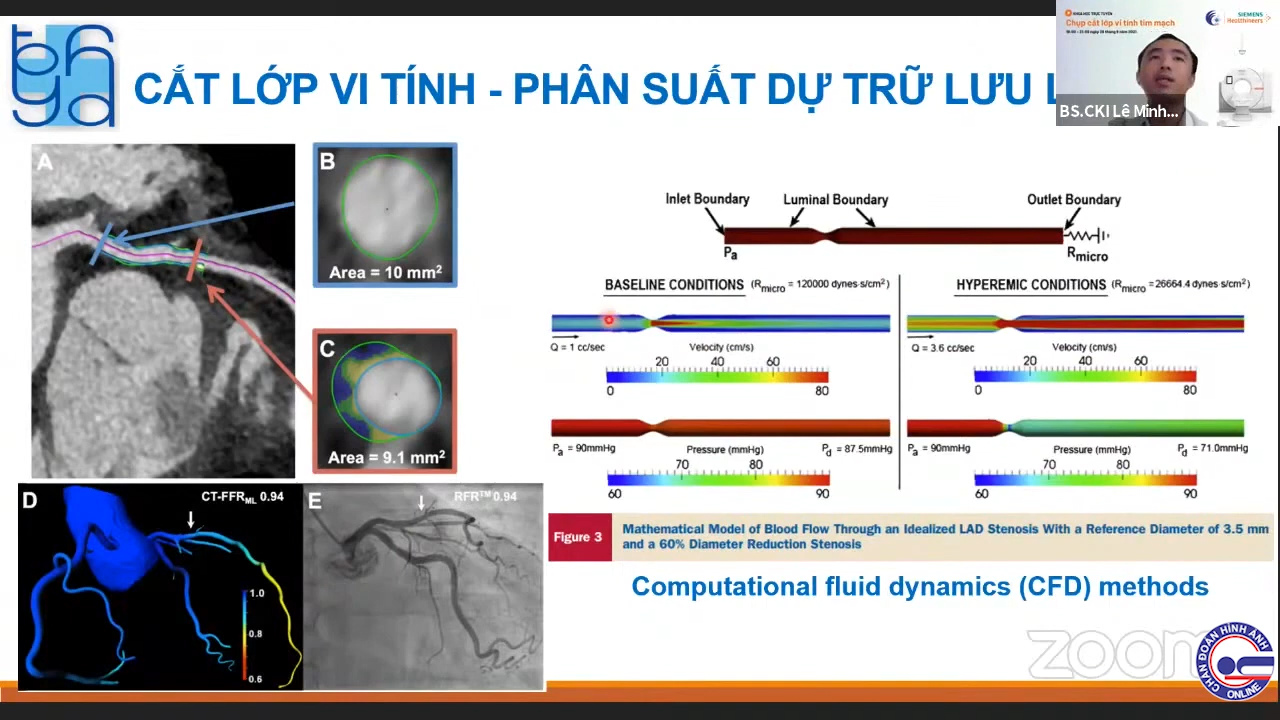 KHOÁ HỌC TRỰC TUYẾN
Chụp cắt lớp vi tính tim mạch
SIEMENS
Healthineers
BS.CKI Lê Minh...
CẮT LỚP VI TÍNH - PHÂN SUẤT DỰ TRỮ LƯU L
A
B
Area = 10 mm²
C
Area = 9.1 mm²
D
CT-FFR_ML 0.94
1.0
0.8
0.6
E
RFR™ 0.94
Inlet Boundary
Luminal Boundary
Outlet Boundary
Pa
Rmicro
BASELINE CONDITIONS (Rmicro = 120000 dynes s/cm²)
Q = 1 cc/sec
Velocity (cm/s)
20 40 60
0 80
Pa = 90mmHg
Pressure (mmHg)
Pd = 87.5mmHg
70 80
60 90
HYPEREMIC CONDITIONS (Rmicro = 26664.4 dynes s/cm²)
Q = 3.6 cc/sec
Velocity (cm/s)
20 40 60
0 80
Pa = 90mmHg
Pressure (mmHg)
Pd = 71.0mmHg
70 80
60 90
Figure 3
Mathematical Model of Blood Flow Through an Idealized LAD Stenosis With a Reference Diameter of 3.5 mm
and a 60% Diameter Reduction Stenosis
Computational fluid dynamics (CFD) methods
zoom
CHẨN ĐOÁN HÌNH ẢNH
ONLINE